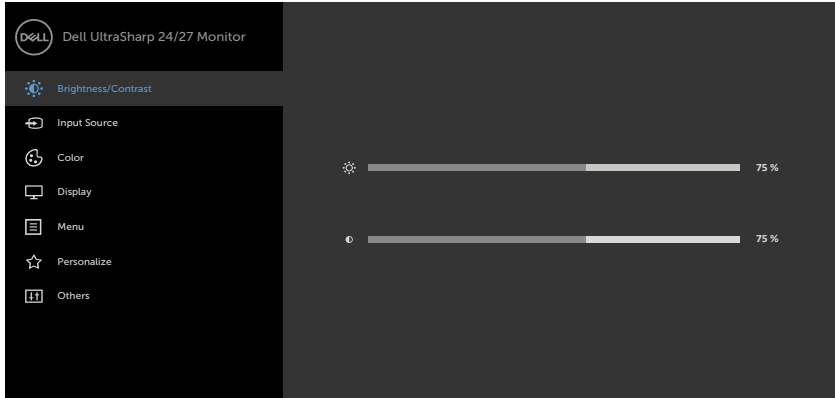 DELL
Dell UltraSharp 24/27 Monitor
Brightness/Contrast
Input Source
Color
Display
Menu
Personalize
Others
75 %
75 %